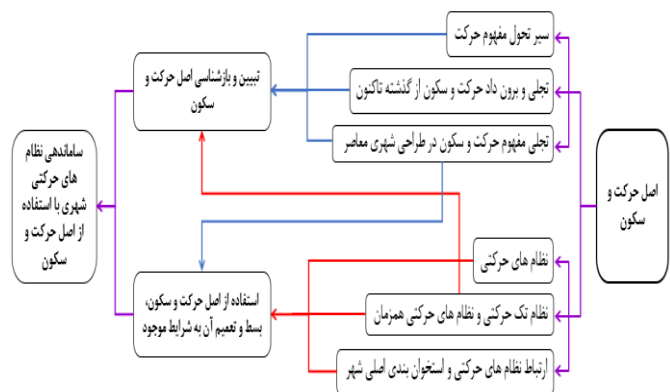 اصل حرکت و
سکون
سیر تحول مفهوم حرکت
تجلی و برون داد حرکت و سکون از گذشته تاکنون
تجلی مفهوم حرکت و سکون در طراحی شهری معاصر
نظام های حرکتی
نظام تک حرکتی و نظام های حرکتی همزمان
ارتباط نظام های حرکتی و استخوان بندی اصلی شهر
تبیین و بازشناسی اصل حرکت و
سکون
استفاده از اصل حرکت و سکون،
بسط و تعمیم آن به شرایط موجود
ساماندهی نظام
های حرکتی
شهری با استفاده
از اصل حرکت و
سکون